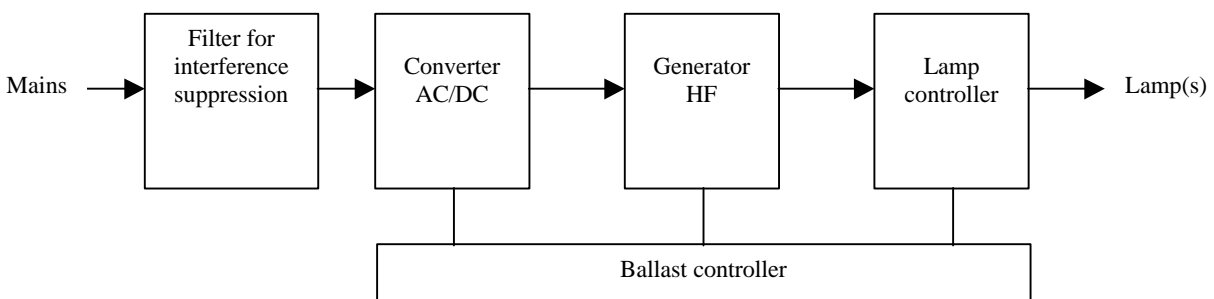 Mains
Filter for
interference
suppression
Converter
AC/DC
Generator
HF
Lamp
controller
Lamp(s)
Ballast controller